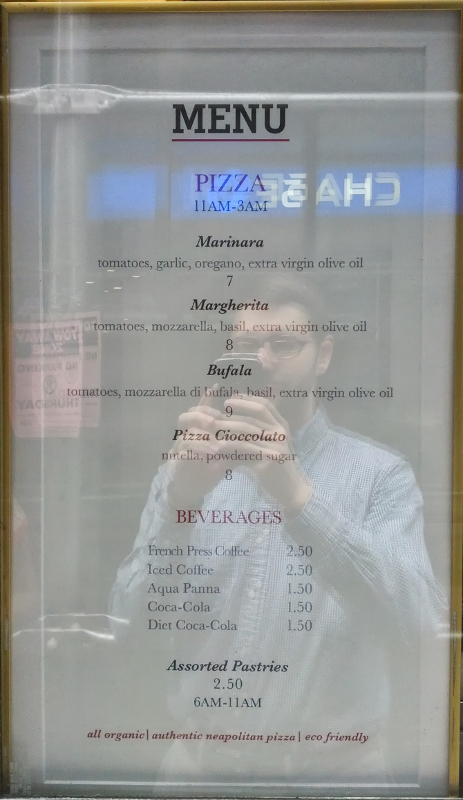 MENU
PIZZA
11AM-3AM
CHASE
Marinara
tomatoes, garlic, oregano, extra virgin olive oil
7
Margherita
tomatoes, mozzarella, basil, extra virgin olive oil
8
Bufala
tomatoes, mozzarella di bufala, basil, extra virgin olive oil
9
Pizza Cioccolato
nutella, powdered sugar
8
BEVERAGES
French Press Coffee 2.50
Iced Coffee 2.50
Aqua Panna 1.50
Coca-Cola 1.50
Diet Coca-Cola 1.50
Assorted Pastries
2.50
6AM-11AM
all organic | authentic neapolitan pizza | eco friendly